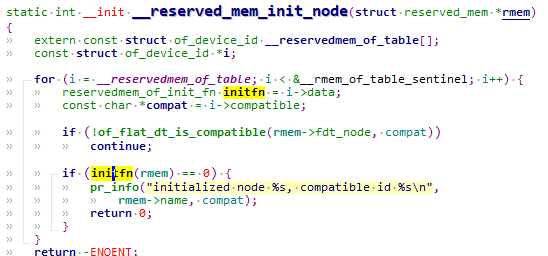 static int __init __reserved_mem_init_node(struct reserved_mem *rmem)
{
	extern const struct of_device_id __reservedmem_of_table[];
	const struct of_device_id *i;

	for (i = __reservedmem_of_table; i < &__rmem_of_table_sentinel; i++) {
		reservedmem_of_init_fn initfn = i->data;
		const char *compat = i->compatible;

		if (!of_flat_dt_is_compatible(rmem->fdt_node, compat))
			continue;

		if (initfn(rmem) == 0) {
			pr_info("initialized node %s, compatible id %s\n",
				rmem->name, compat);
			return 0;
		}
	}
	return -ENOENT;